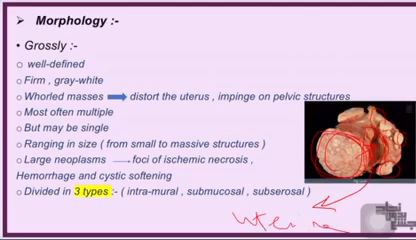 ➤ Morphology :-
• Grossly :-
o well-defined
o Firm , gray-white
o Whorled masses → distort the uterus , impinge on pelvic structures
o Most often multiple
o But may be single
o Ranging in size ( from small to massive structures )
o Large neoplasms → foci of ischemic necrosis ,
Hemorrhage and cystic softening
o Divided in 3 types :- ( intra-mural , submucosal , subserosal )